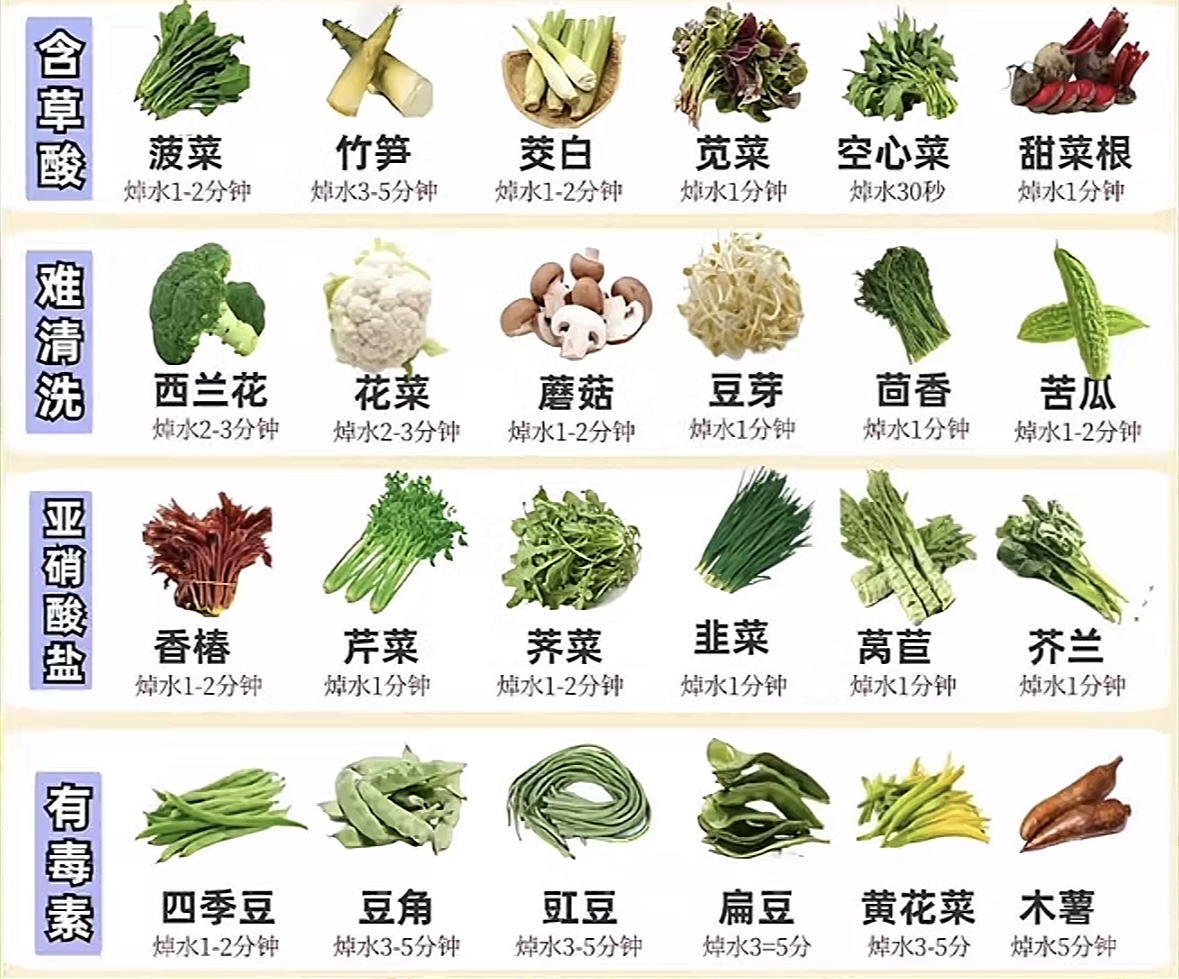 含草酸
菠菜 竹笋 茭白 苋菜 空心菜 甜菜根
焯水1-2分钟 焯水3-5分钟 焯水1-2分钟 焯水1分钟 焯水30秒 焯水1分钟
难清洗
西兰花 花菜 蘑菇 豆芽 茴香 苦瓜
焯水2-3分钟 焯水2-3分钟 焯水1-2分钟 焯水1分钟 焯水1分钟 焯水1-2分钟
亚硝酸盐
香椿 芹菜 荠菜 韭菜 莴苣 芥兰
焯水1-2分钟 焯水1分钟 焯水1-2分钟 焯水1分钟 焯水1分钟 焯水1分钟
有毒素
四季豆 豆角 豇豆 扁豆 黄花菜 木薯
焯水1-2分钟 焯水3-5分钟 焯水3-5分钟 焯水3=5分 焯水3-5分 焯水5分钟